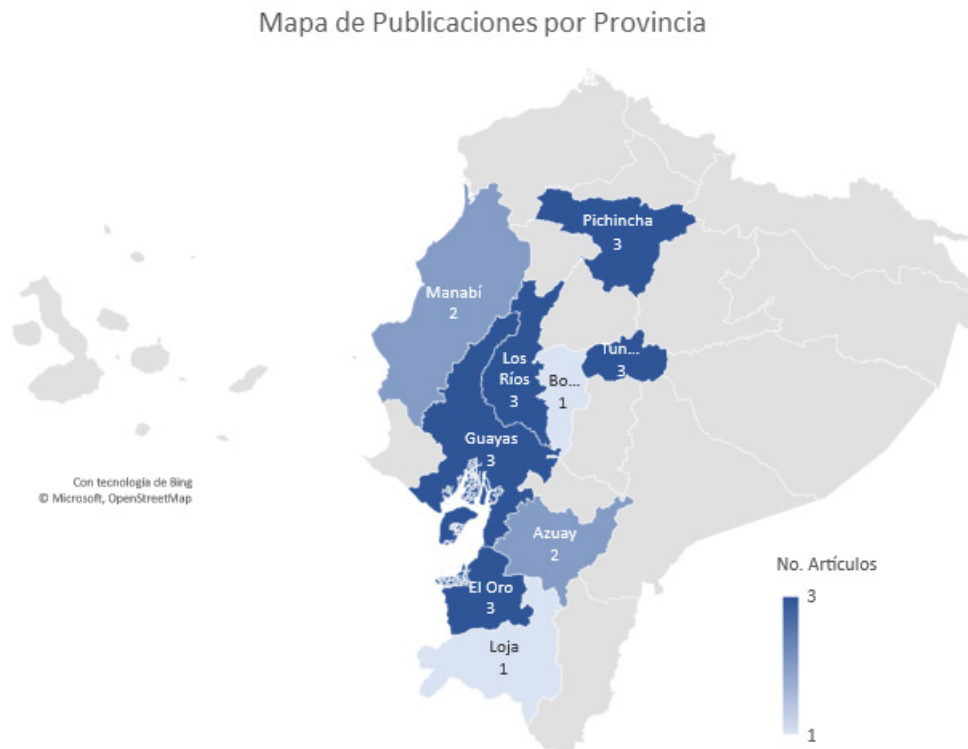 Mapa de Publicaciones por Provincia
Pichincha
3
Manabí
2
Los
Ríos
3
Tun...
3
Bo...
1
Guayas
3
Con tecnología de Bing
© Microsoft, OpenStreetMap
Azuay
2
No. Artículos
3
1
El Oro
3
Loja
1